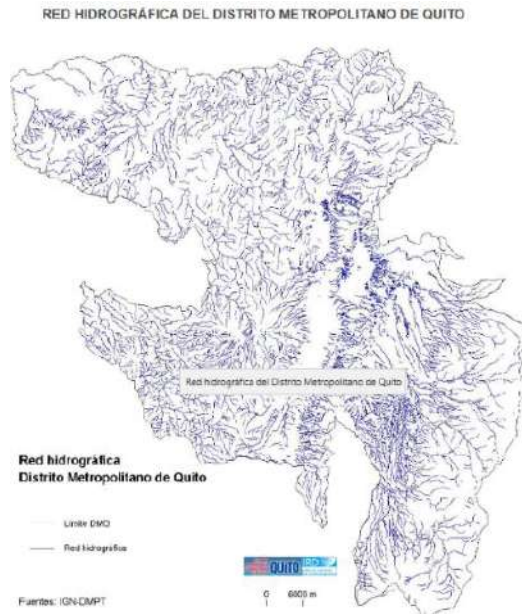 RED HIDROGRÁFICA DEL DISTRITO METROPOLITANO DE QUITO
Red hidrográfica del Distrito Metropolitano de Quito
Red hidrográfica
Distrito Metropolitano de Quito
Límite DMQ
Red hidrográfica
QUITO IRD
0 6000 m
Fuentes: IGN-DMPT